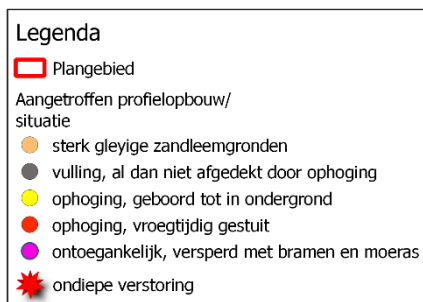 Legenda
Plangebied
Aangetroffen profielopbouw/
situatie
sterk gleyige zandleemgronden
vulling, al dan niet afgedekt door ophoging
ophoging, geboord tot in ondergrond
ophoging, vroegtijdig gestuit
ontoegankelijk, versperd met bramen en moeras
ondiepe verstoring